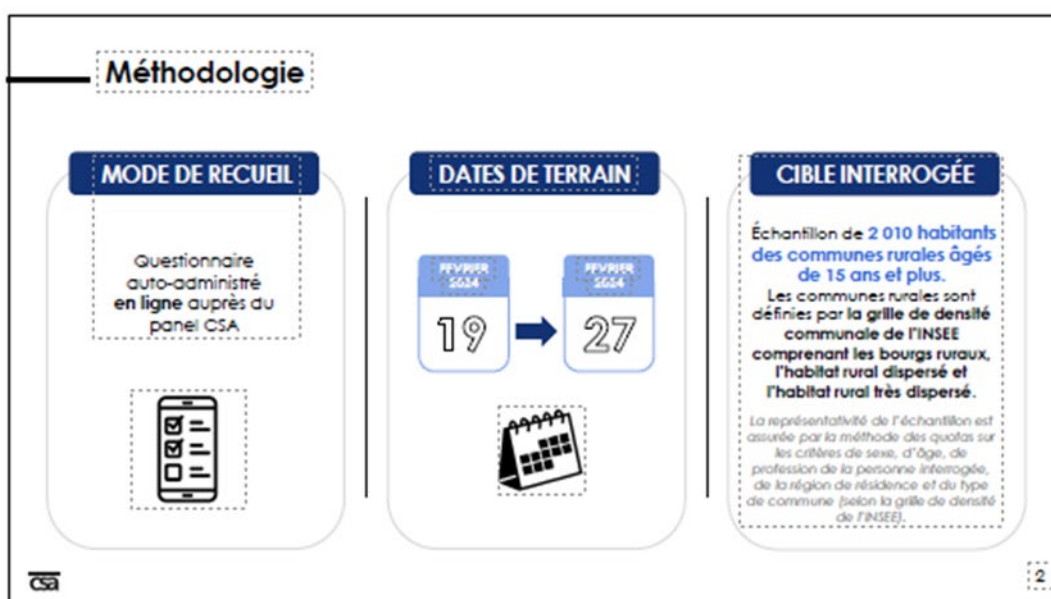 Méthodologie
MODE DE RECUEIL
Questionnaire
auto-administré
en ligne auprès du
panel CSA
DATES DE TERRAIN
FEVRIER
2024
19
FEVRIER
2024
27
CIBLE INTERROGÉE
Échantillon de 2 010 habitants
des communes rurales âgés
de 15 ans et plus.
Les communes rurales sont
définies par la grille de densité
communale de l'INSEE
comprenant les bourgs ruraux,
l'habitat rural dispersé et
l'habitat rural très dispersé.
La représentativité de l'échantillon est
assurée par la méthode des quotas sur
les critères de sexe, d'âge, de
profession de la personne interrogée,
de la région de résidence et du type
de commune (selon la grille de densité
de l'INSEE).
csa
2